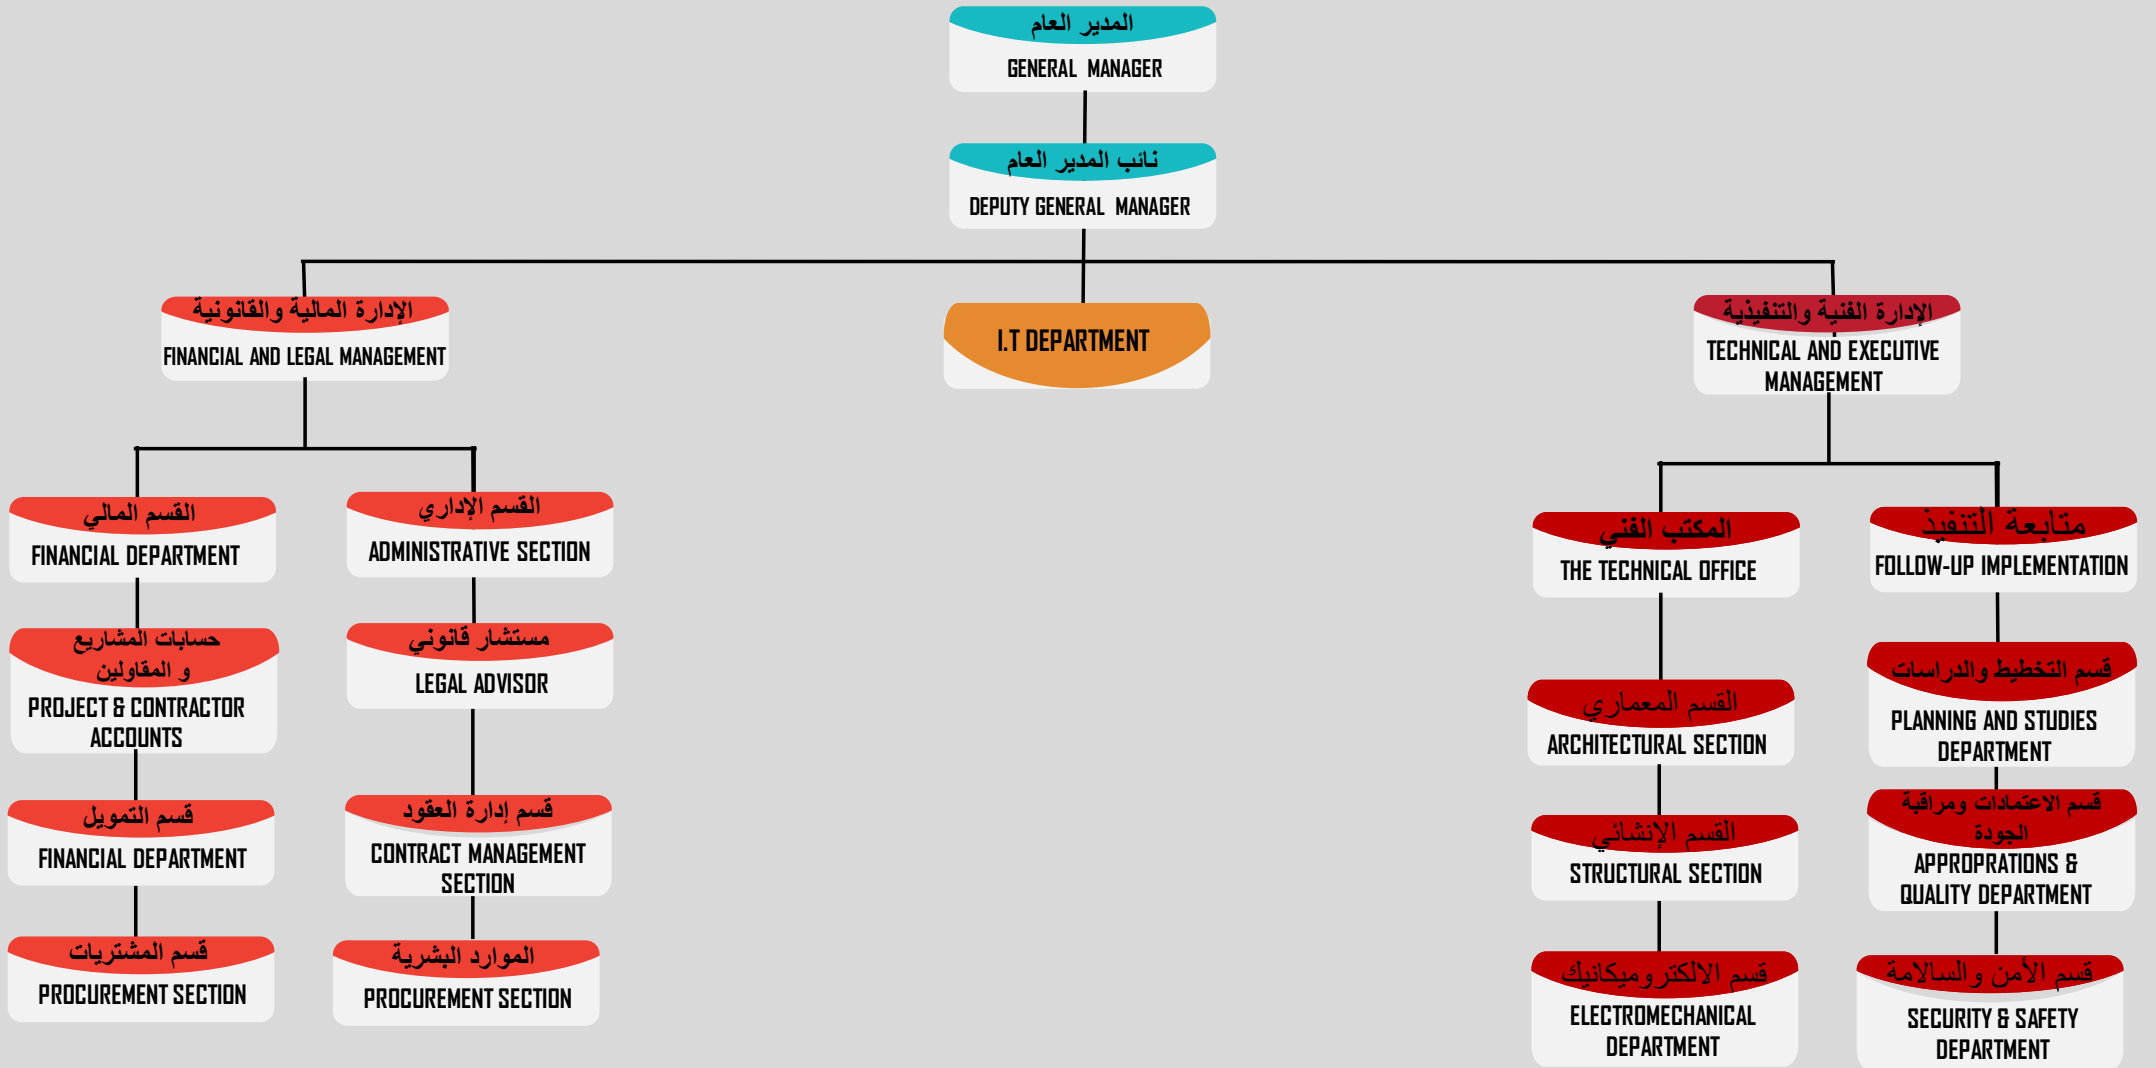 المدير العام
GENERAL MANAGER
نائب المدير العام
DEPUTY GENERAL MANAGER
الإدارة المالية والقانونية
FINANCIAL AND LEGAL MANAGEMENT
I.T DEPARTMENT
الإدارة الفنية والتنفيذية
TECHNICAL AND EXECUTIVE
MANAGEMENT
القسم المالي
FINANCIAL DEPARTMENT
حسابات المشاريع
و المقاولين
PROJECT & CONTRACTOR
ACCOUNTS
قسم التمويل
FINANCIAL DEPARTMENT
قسم المشتريات
PROCUREMENT SECTION
القسم الإداري
ADMINISTRATIVE SECTION
مستشار قانوني
LEGAL ADVISOR
قسم إدارة العقود
CONTRACT MANAGEMENT
SECTION
الموارد البشرية
PROCUREMENT SECTION
المكتب الفني
THE TECHNICAL OFFICE
القسم المعماري
ARCHITECTURAL SECTION
القسم الإنشائي
STRUCTURAL SECTION
قسم الالكتروميكانيك
ELECTROMECHANICAL
DEPARTMENT
متابعة التنفيذ
FOLLOW-UP IMPLEMENTATION
قسم التخطيط والدراسات
PLANNING AND STUDIES
DEPARTMENT
قسم الاعتمادات ومراقبة
الجودة
APPROPRATIONS &
QUALITY DEPARTMENT
قسم الأمن والسالامة
SECURITY & SAFETY
DEPARTMENT